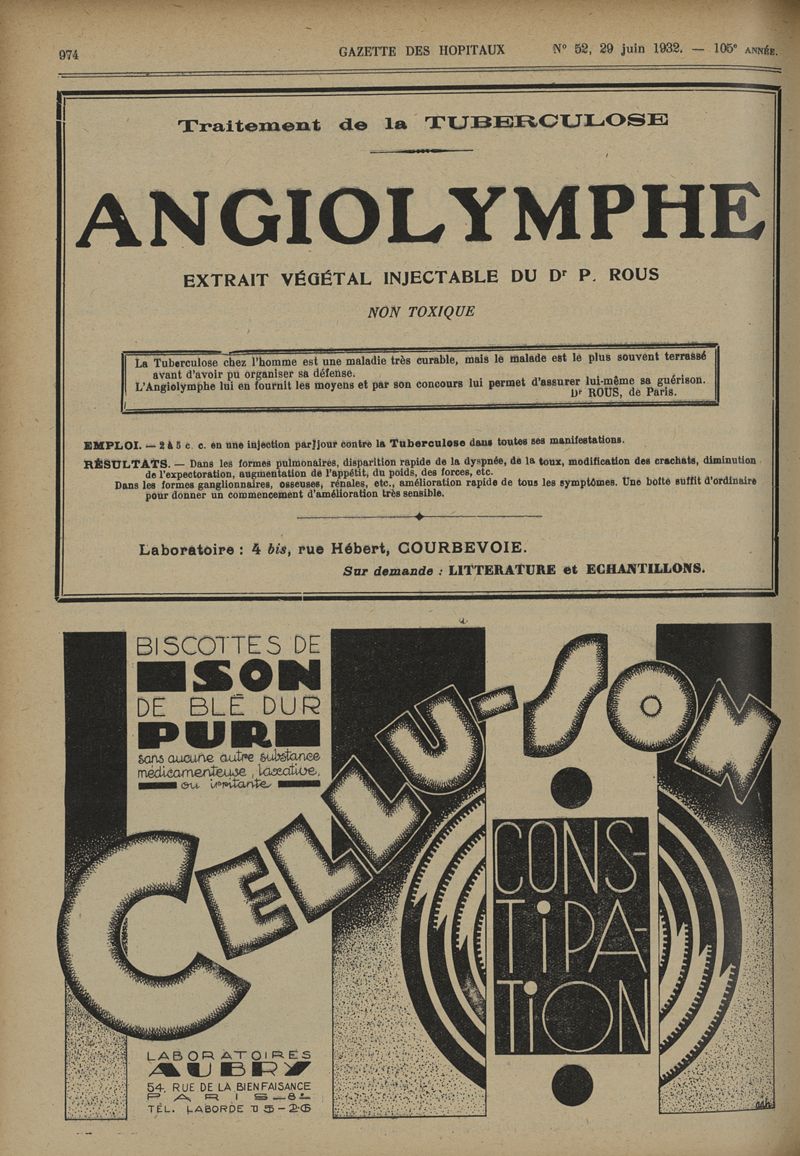 974
GAZETTE DES HOPITAUX
N° 52, 29 juin 1932. — 105e ANNÉE.
Traitement de la TUBERCULOSE
ANGIOLYMPHE
EXTRAIT VÉGÉTAL INJECTABLE DU Dr P. ROUS
NON TOXIQUE
La Tuberculose chez l'homme est une maladie très curable, mais le malade est le plus souvent terrassé
avant d'avoir pu organiser sa défense.
L'Angiolymphe lui en fournit les moyens et par son concours lui permet d'assurer lui-même sa guérison.
Dr ROUS, de Paris.
EMPLOI. — 2 à 5 c. c. en une injection par jour contre la Tuberculose dans toutes ses manifestations.
RÉSULTATS. — Dans les formes pulmonaires, disparition rapide de la dyspnée, de la toux, modification des crachats, diminution
de l'expectoration, augmentation de l'appétit, du poids, des forces, etc.
Dans les formes ganglionnaires, osseuses, rénales, etc., amélioration rapide de tous les symptômes. Une boîte suffit d'ordinaire
pour donner un commencement d'amélioration très sensible.
Laboratoire : 4 bis, rue Hébert, COURBEVOIE.
Sur demande : LITTERATURE et ECHANTILLONS.
BISCOTTES DE
SON
DE BLÉ DUR
PUR
sans aucune autre substance
médicamenteuse, laxative,
ou irritante
CELLU-SON
CONS-
TIPA-
TION
LABORATOIRES
AUBRY
54, RUE DE LA BIENFAISANCE
PARIS-8e
TÉL. LABORDE 15-26